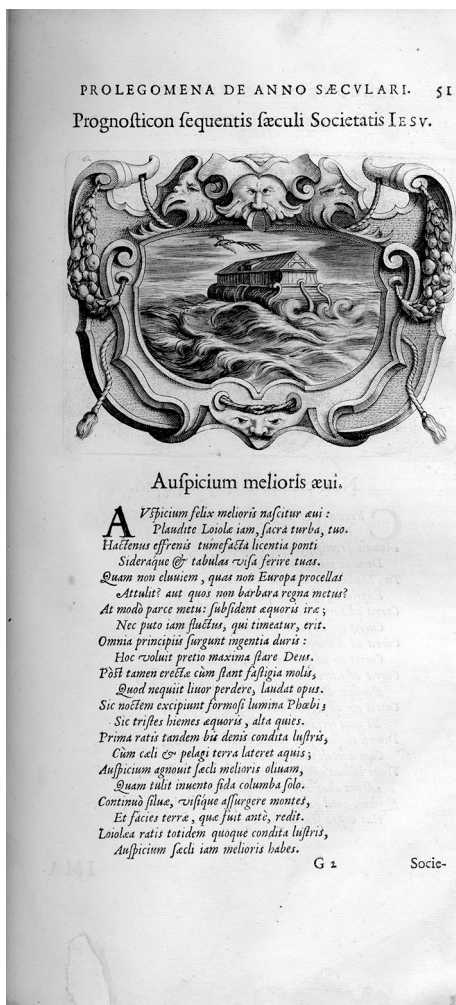 PROLEGOMENA DE ANNO SÆCVLARI. 51
Prognoſticon ſequentis ſæculi Societatis IESV.
Auſpicium melioris æui.
AVſpicium felix melioris naſcitur æui:
Plaudite Loiolæ iam, ſacra turba, tuo.
Hactenus effrenis tumefacta licentia ponti
Sideraque & tabulas viſa ferire tuas.
Quam non eluuiem, quas non Europa procellas
Attulit? aut quos non barbara regna metus?
At modò parce metu: ſubſident æquoris iræ;
Nec puto iam fluctus, qui timeatur, erit.
Omnia principiis ſurgunt ingentia duris:
Hoc voluit pretio maxima ſtare Deus.
Pòſt tamen erectæ cùm ſtant faſtigia molis,
Quod nequiit liuor perdere, laudat opus.
Sic noctem excipiunt formoſi lumina Phœbi;
Sic triſtes hiemes æquoris, alta quies.
Prima ratis tandem bis denis condita luſtris,
Cùm cæli & pelagi terra lateret aquis;
Auſpicium agnouit ſæcli melioris oliuam,
Quam tulit inuento fida columba ſolo.
Continuò ſiluæ, viſique aſſurgere montes,
Et facies terræ, quæ fuit antè, redit.
Loiolæa ratis totidem quoque condita luſtris,
Auſpicium ſæcli iam melioris habes.
G 2 Socie-